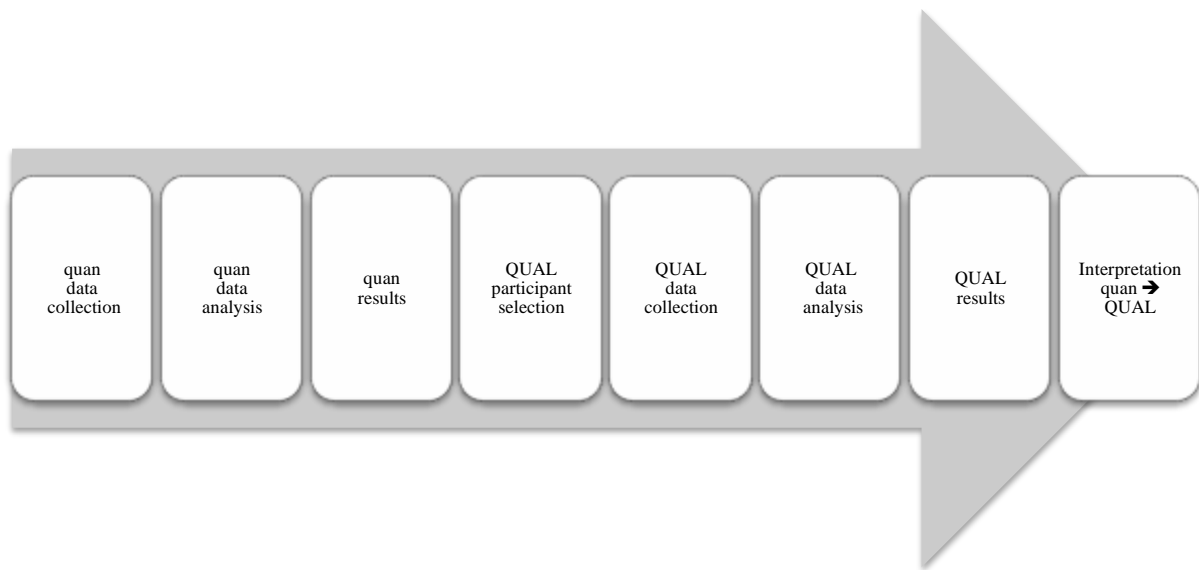 quan
data
collection
quan
data
analysis
quan
results
QUAL
participant
selection
QUAL
data
collection
QUAL
data
analysis
QUAL
results
Interpretation
quan ➔
QUAL